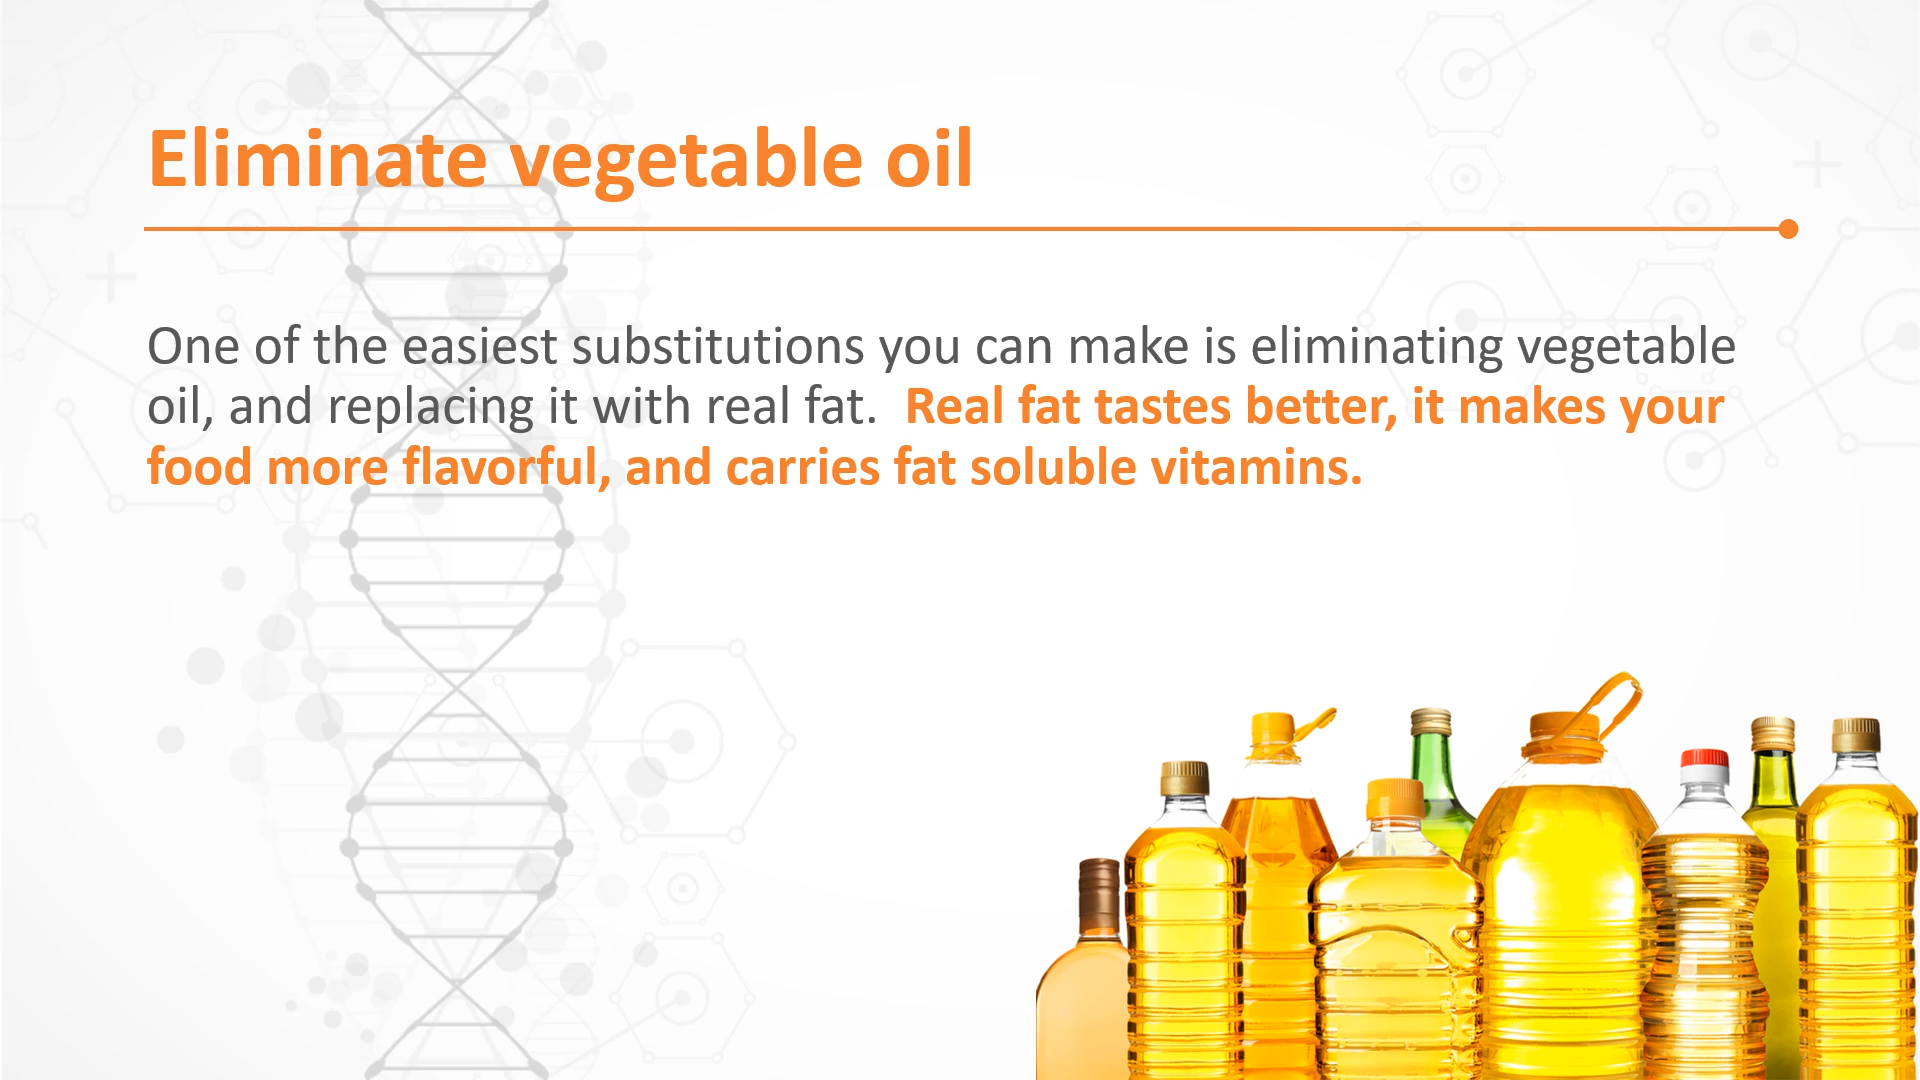 Eliminate vegetable oil
One of the easiest substitutions you can make is eliminating vegetable
oil, and replacing it with real fat.  Real fat tastes better, it makes your
food more flavorful, and carries fat soluble vitamins.